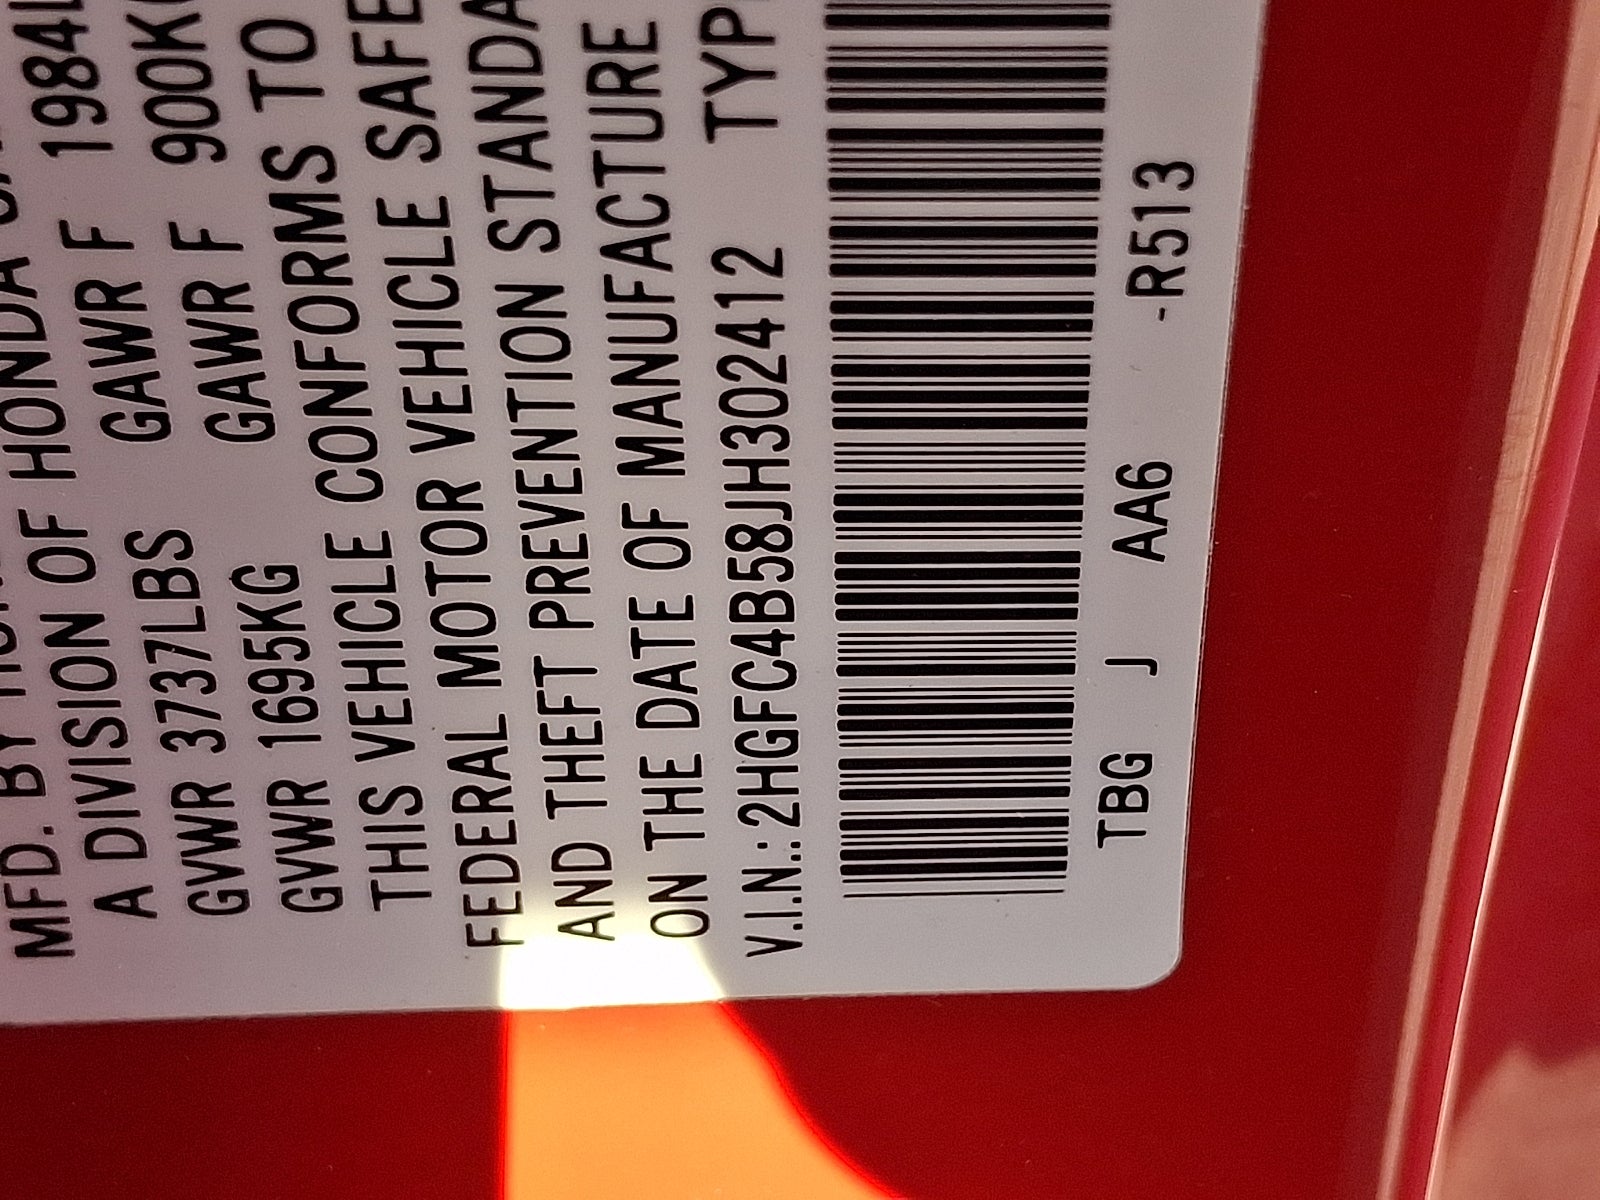 MFD. BY
A DIVISION OF HONDA
GVWR 3737LBS GAWR F 1984L
GVWR 1695KG GAWR F 900KG
THIS VEHICLE CONFORMS TO
FEDERAL MOTOR VEHICLE SAFE
AND THEFT PREVENTION STANDA
ON THE DATE OF MANUFACTURE
V.I.N.: 2HGFC4B58JH302412 TYP
TBG J AA6 -R513